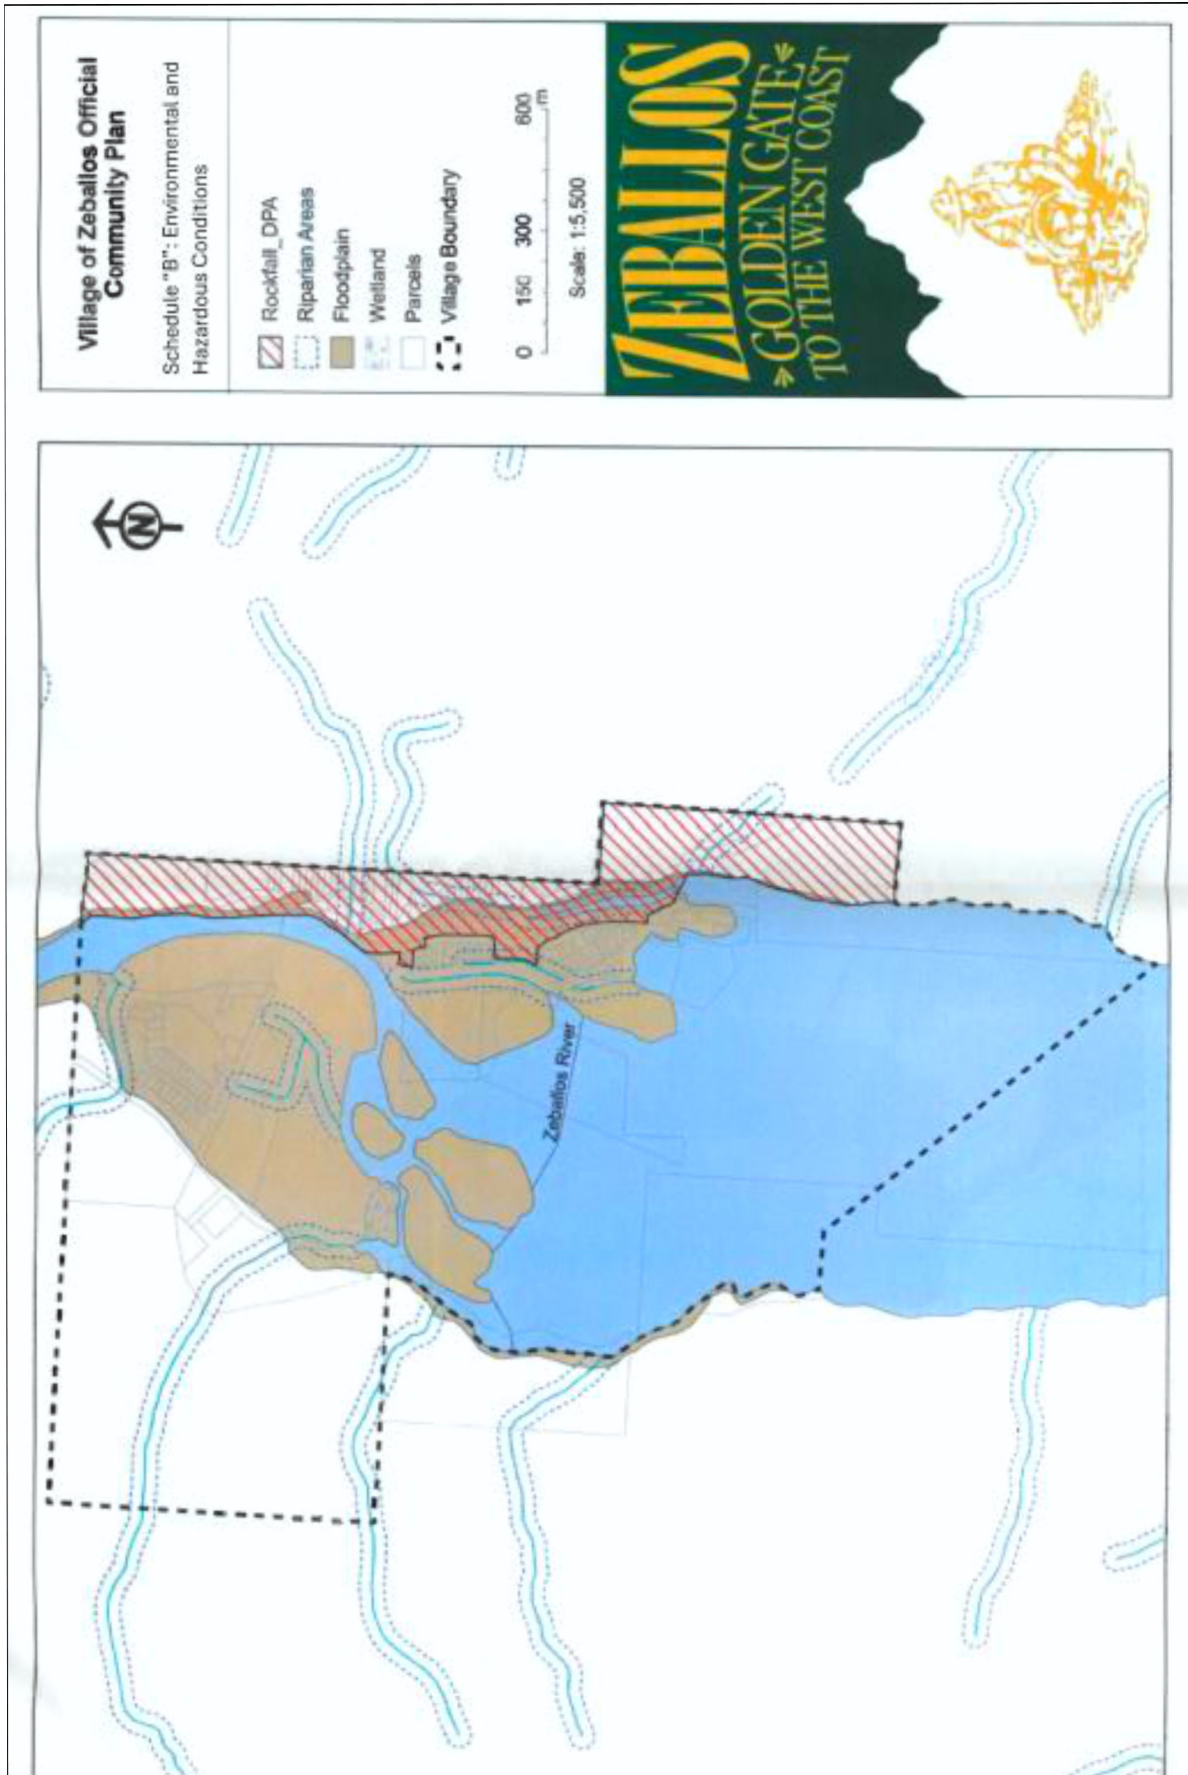 Village of Zeballos Official
Community Plan
Schedule "B": Environmental and
Hazardous Conditions
Rockfall_DPA
Riparian Areas
Floodplain
Wetland
Parcels
Village Boundary
0 150 300 600
m
Scale: 1:5,500
ZEBALLOS
GOLDEN GATE
TO THE WEST COAST
N
Zeballos River